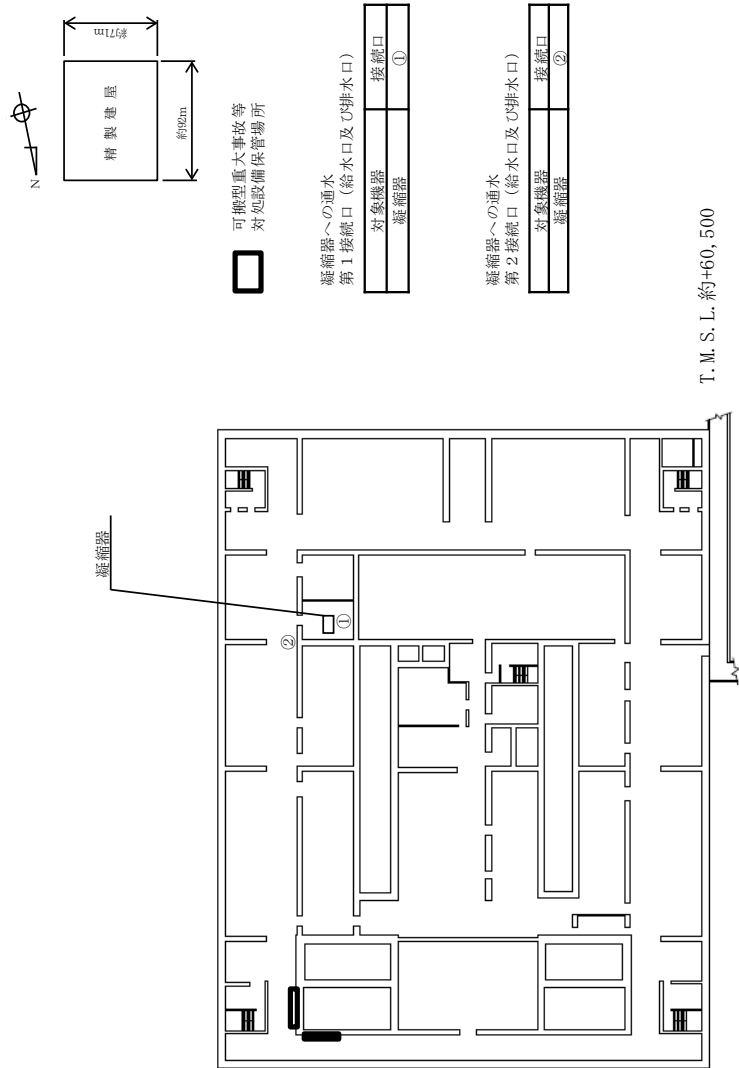 N
精製建屋
約71m
約92m
可搬型重大事故等
対処設備保管場所
凝縮器への通水
第1接続口（給水口及び排水口）
対象機器 接続口
凝縮器 ①
凝縮器への通水
第2接続口（給水口及び排水口）
対象機器 接続口
凝縮器 ②
T.M.S.L.約+60,500
凝縮器
①
②